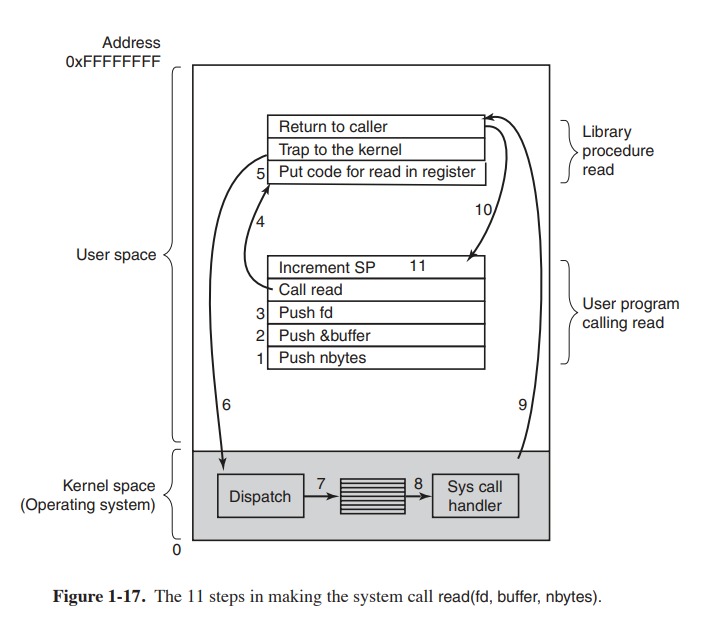 Address
0xFFFFFFFF
Return to caller
Trap to the kernel
5 Put code for read in register
Library
procedure
read
4
10
User space
Increment SP 11
Call read
3 Push fd
2 Push &buffer
1 Push nbytes
User program
calling read
6
9
Kernel space
(Operating system)
Dispatch
7
8
Sys call
handler
0
Figure 1-17. The 11 steps in making the system call read(fd, buffer, nbytes).